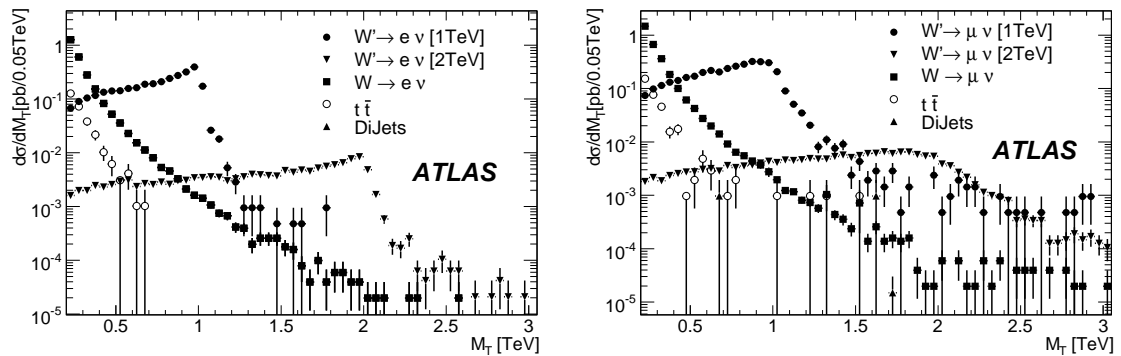 dσ/dM_T[pb/0.05TeV]
1
10⁻¹
10⁻²
10⁻³
10⁻⁴
10⁻⁵
W'→ e ν [1TeV]
W'→ e ν [2TeV]
W → e ν
t t̄
DiJets
ATLAS
0.5 1 1.5 2 2.5 3
M_T [TeV]
dσ/dM_T[pb/0.05TeV]
1
10⁻¹
10⁻²
10⁻³
10⁻⁴
10⁻⁵
W'→ μ ν [1TeV]
W'→ μ ν [2TeV]
W → μ ν
t t̄
DiJets
ATLAS
0.5 1 1.5 2 2.5 3
M_T [TeV]